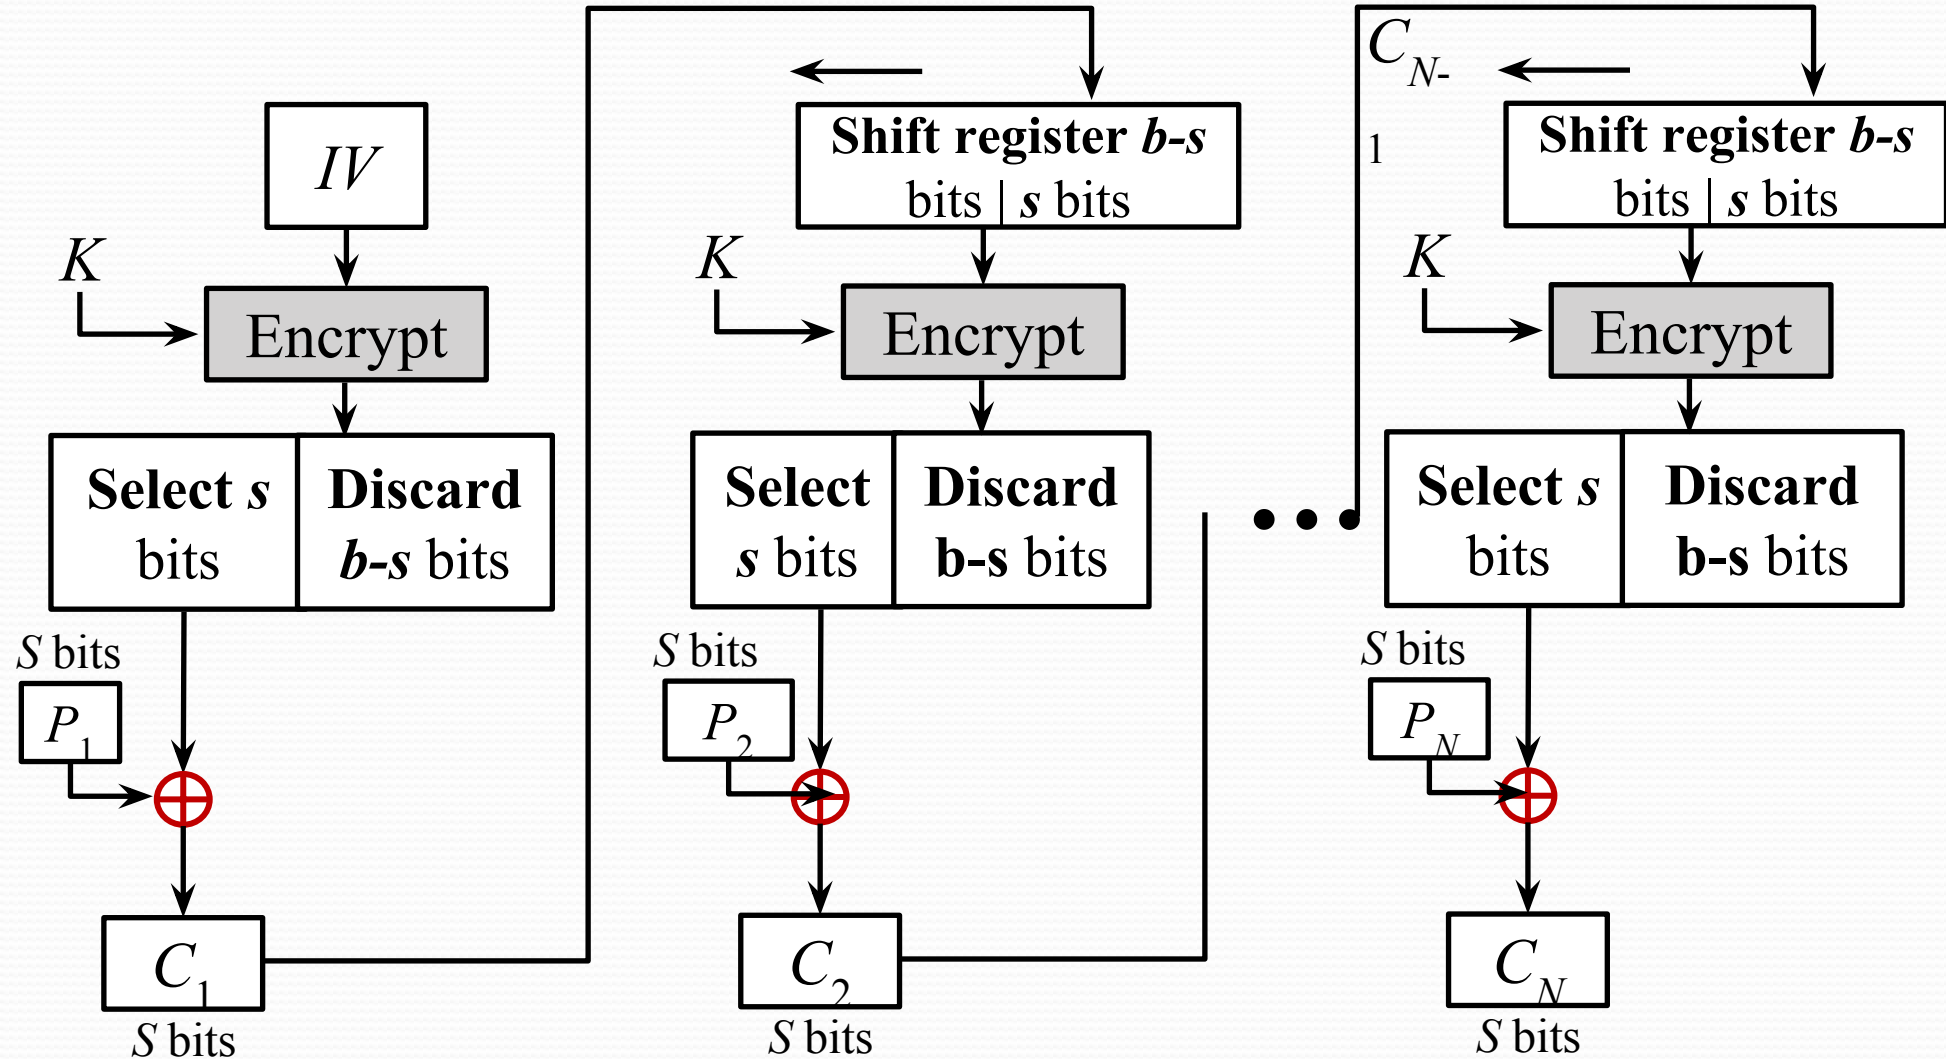 IV
K
Encrypt
Select s
bits
Discard
b-s bits
S bits
P1
C1
S bits
Shift register b-s
bits | s bits
K
Encrypt
Select
s bits
Discard
b-s bits
S bits
P2
C2
S bits
CN-
1
Shift register b-s
bits | s bits
K
Encrypt
Select s
bits
Discard
b-s bits
S bits
PN
CN
S bits